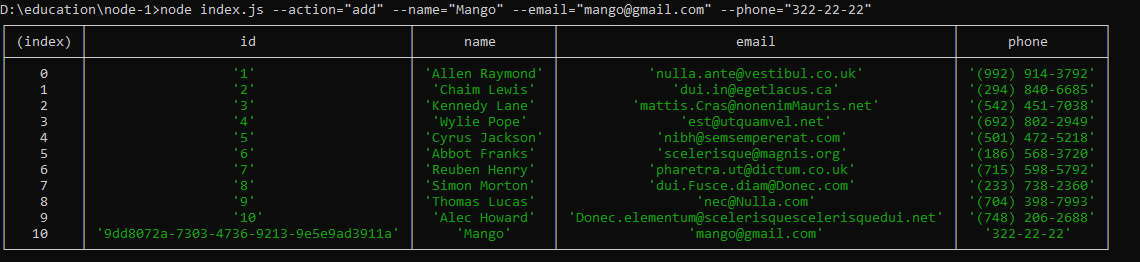 D:\education\node-1>node index.js --action="add" --name="Mango" --email="mango@gmail.com" --phone="322-22-22"
(index) id name email phone
0 '1' 'Allen Raymond' 'nulla.ante@vestibul.co.uk' '(992) 914-3792'
1 '2' 'Chaim Lewis' 'dui.in@egetlacus.ca' '(294) 840-6685'
2 '3' 'Kennedy Lane' 'mattis.Cras@nonenimMauris.net' '(542) 451-7038'
3 '4' 'Wylie Pope' 'est@utquamvel.net' '(692) 802-2949'
4 '5' 'Cyrus Jackson' 'nibh@semsempererat.com' '(501) 472-5218'
5 '6' 'Abbot Franks' 'scelerisque@magnis.org' '(186) 568-3720'
6 '7' 'Reuben Henry' 'pharetra.ut@dictum.co.uk' '(715) 598-5792'
7 '8' 'Simon Morton' 'dui.Fusce.diam@Donec.com' '(233) 738-2360'
8 '9' 'Thomas Lucas' 'nec@Nulla.com' '(704) 398-7993'
9 '10' 'Alec Howard' 'Donec.elementum@scelerisquescelerisquedui.net' '(748) 206-2688'
10 '9dd8072a-7303-4736-9213-9e5e9ad3911a' 'Mango' 'mango@gmail.com' '322-22-22'